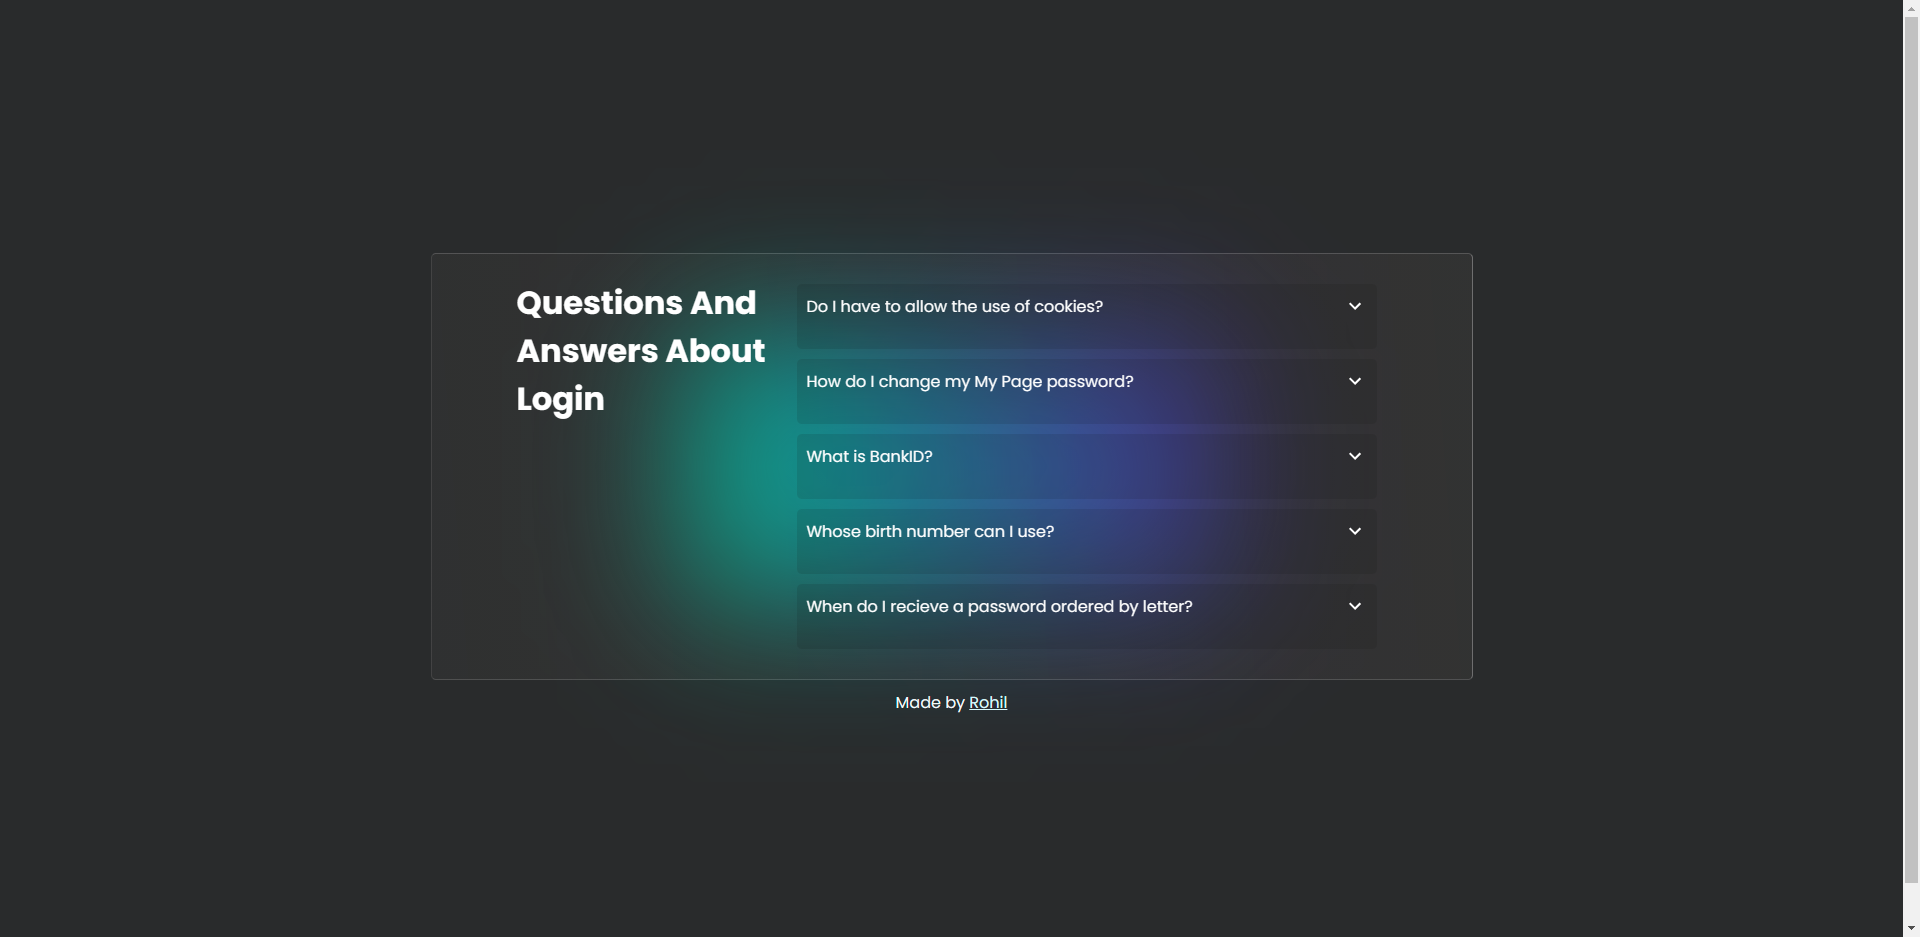 Questions And
Answers About
Login
Do I have to allow the use of cookies?
How do I change my My Page password?
What is BankID?
Whose birth number can I use?
When do I recieve a password ordered by letter?
Made by Rohil